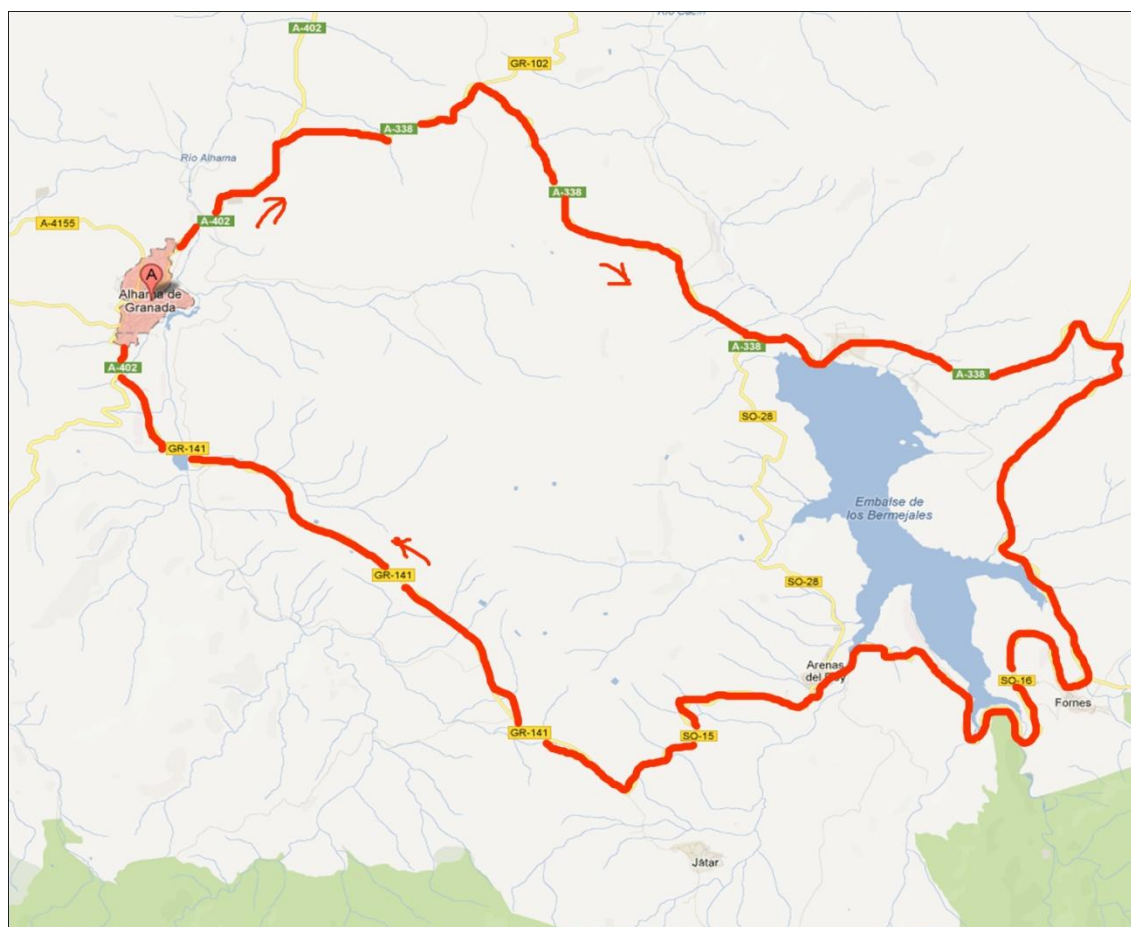 A-402
Río Cacín
GR-102
A-338
Río Alhama
A-338
A-4155
A-402
A
Alhama de
Granada
A-338
A-402
A-338
SO-28
GR-141
Embalse de
los Bermejales
GR-141
SO-28
Arenas
del Rey
SO-16
Fornes
GR-141
SO-15
Játar